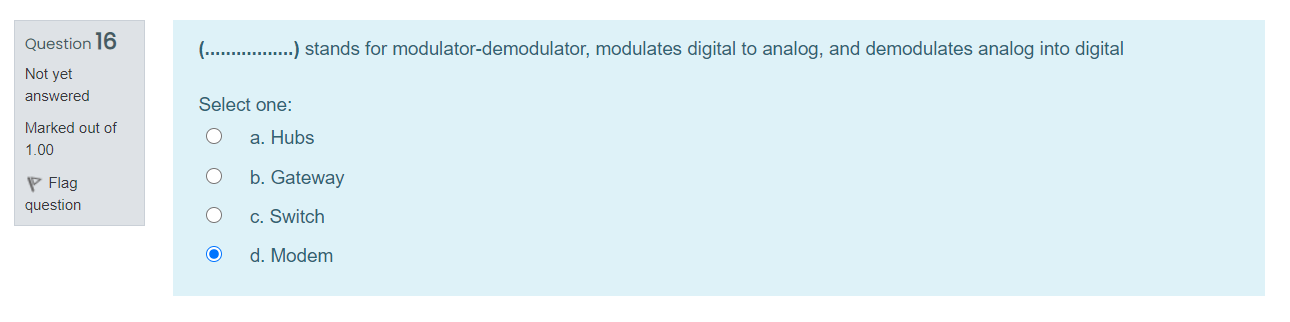 Question 16
Not yet
answered
Marked out of
1.00
Flag
question
(.................) stands for modulator-demodulator, modulates digital to analog, and demodulates analog into digital
Select one:
a. Hubs
b. Gateway
c. Switch
d. Modem